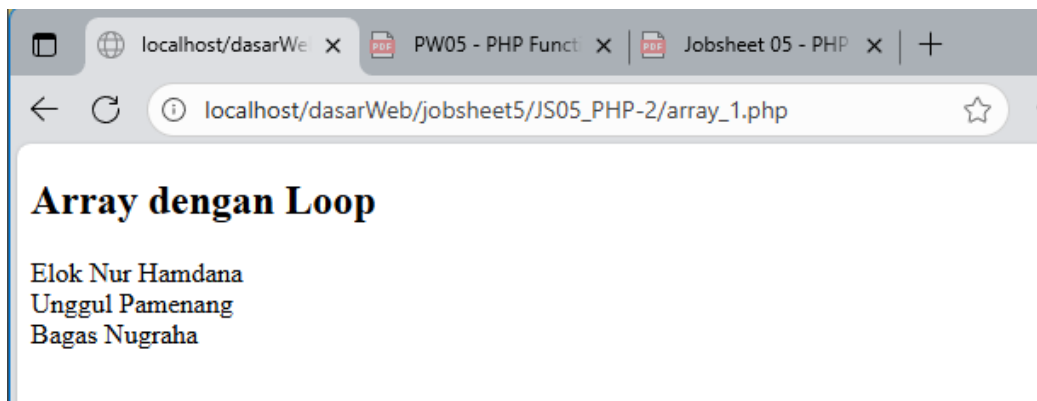 localhost/dasarWe
PW05 - PHP Functi
Jobsheet 05 - PHP
localhost/dasarWeb/jobsheet5/JS05_PHP-2/array_1.php
Array dengan Loop
Elok Nur Hamdana
Unggul Pamenang
Bagas Nugraha